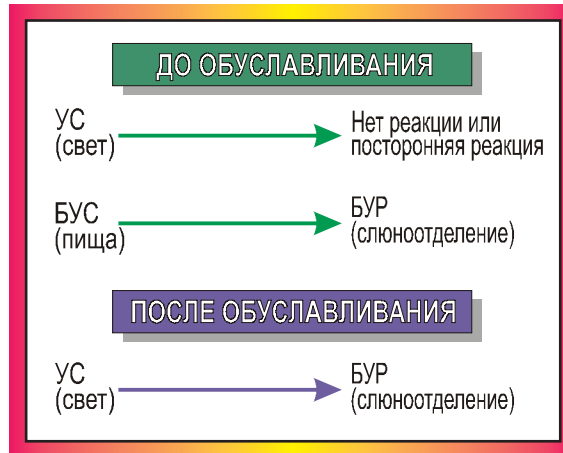 ДО ОБУСЛАВЛИВАНИЯ
УС
(свет)
Нет реакции или
посторонняя реакция
БУС
(пища)
БУР
(слюноотделение)
ПОСЛЕ ОБУСЛАВЛИВАНИЯ
УС
(свет)
БУР
(слюноотделение)